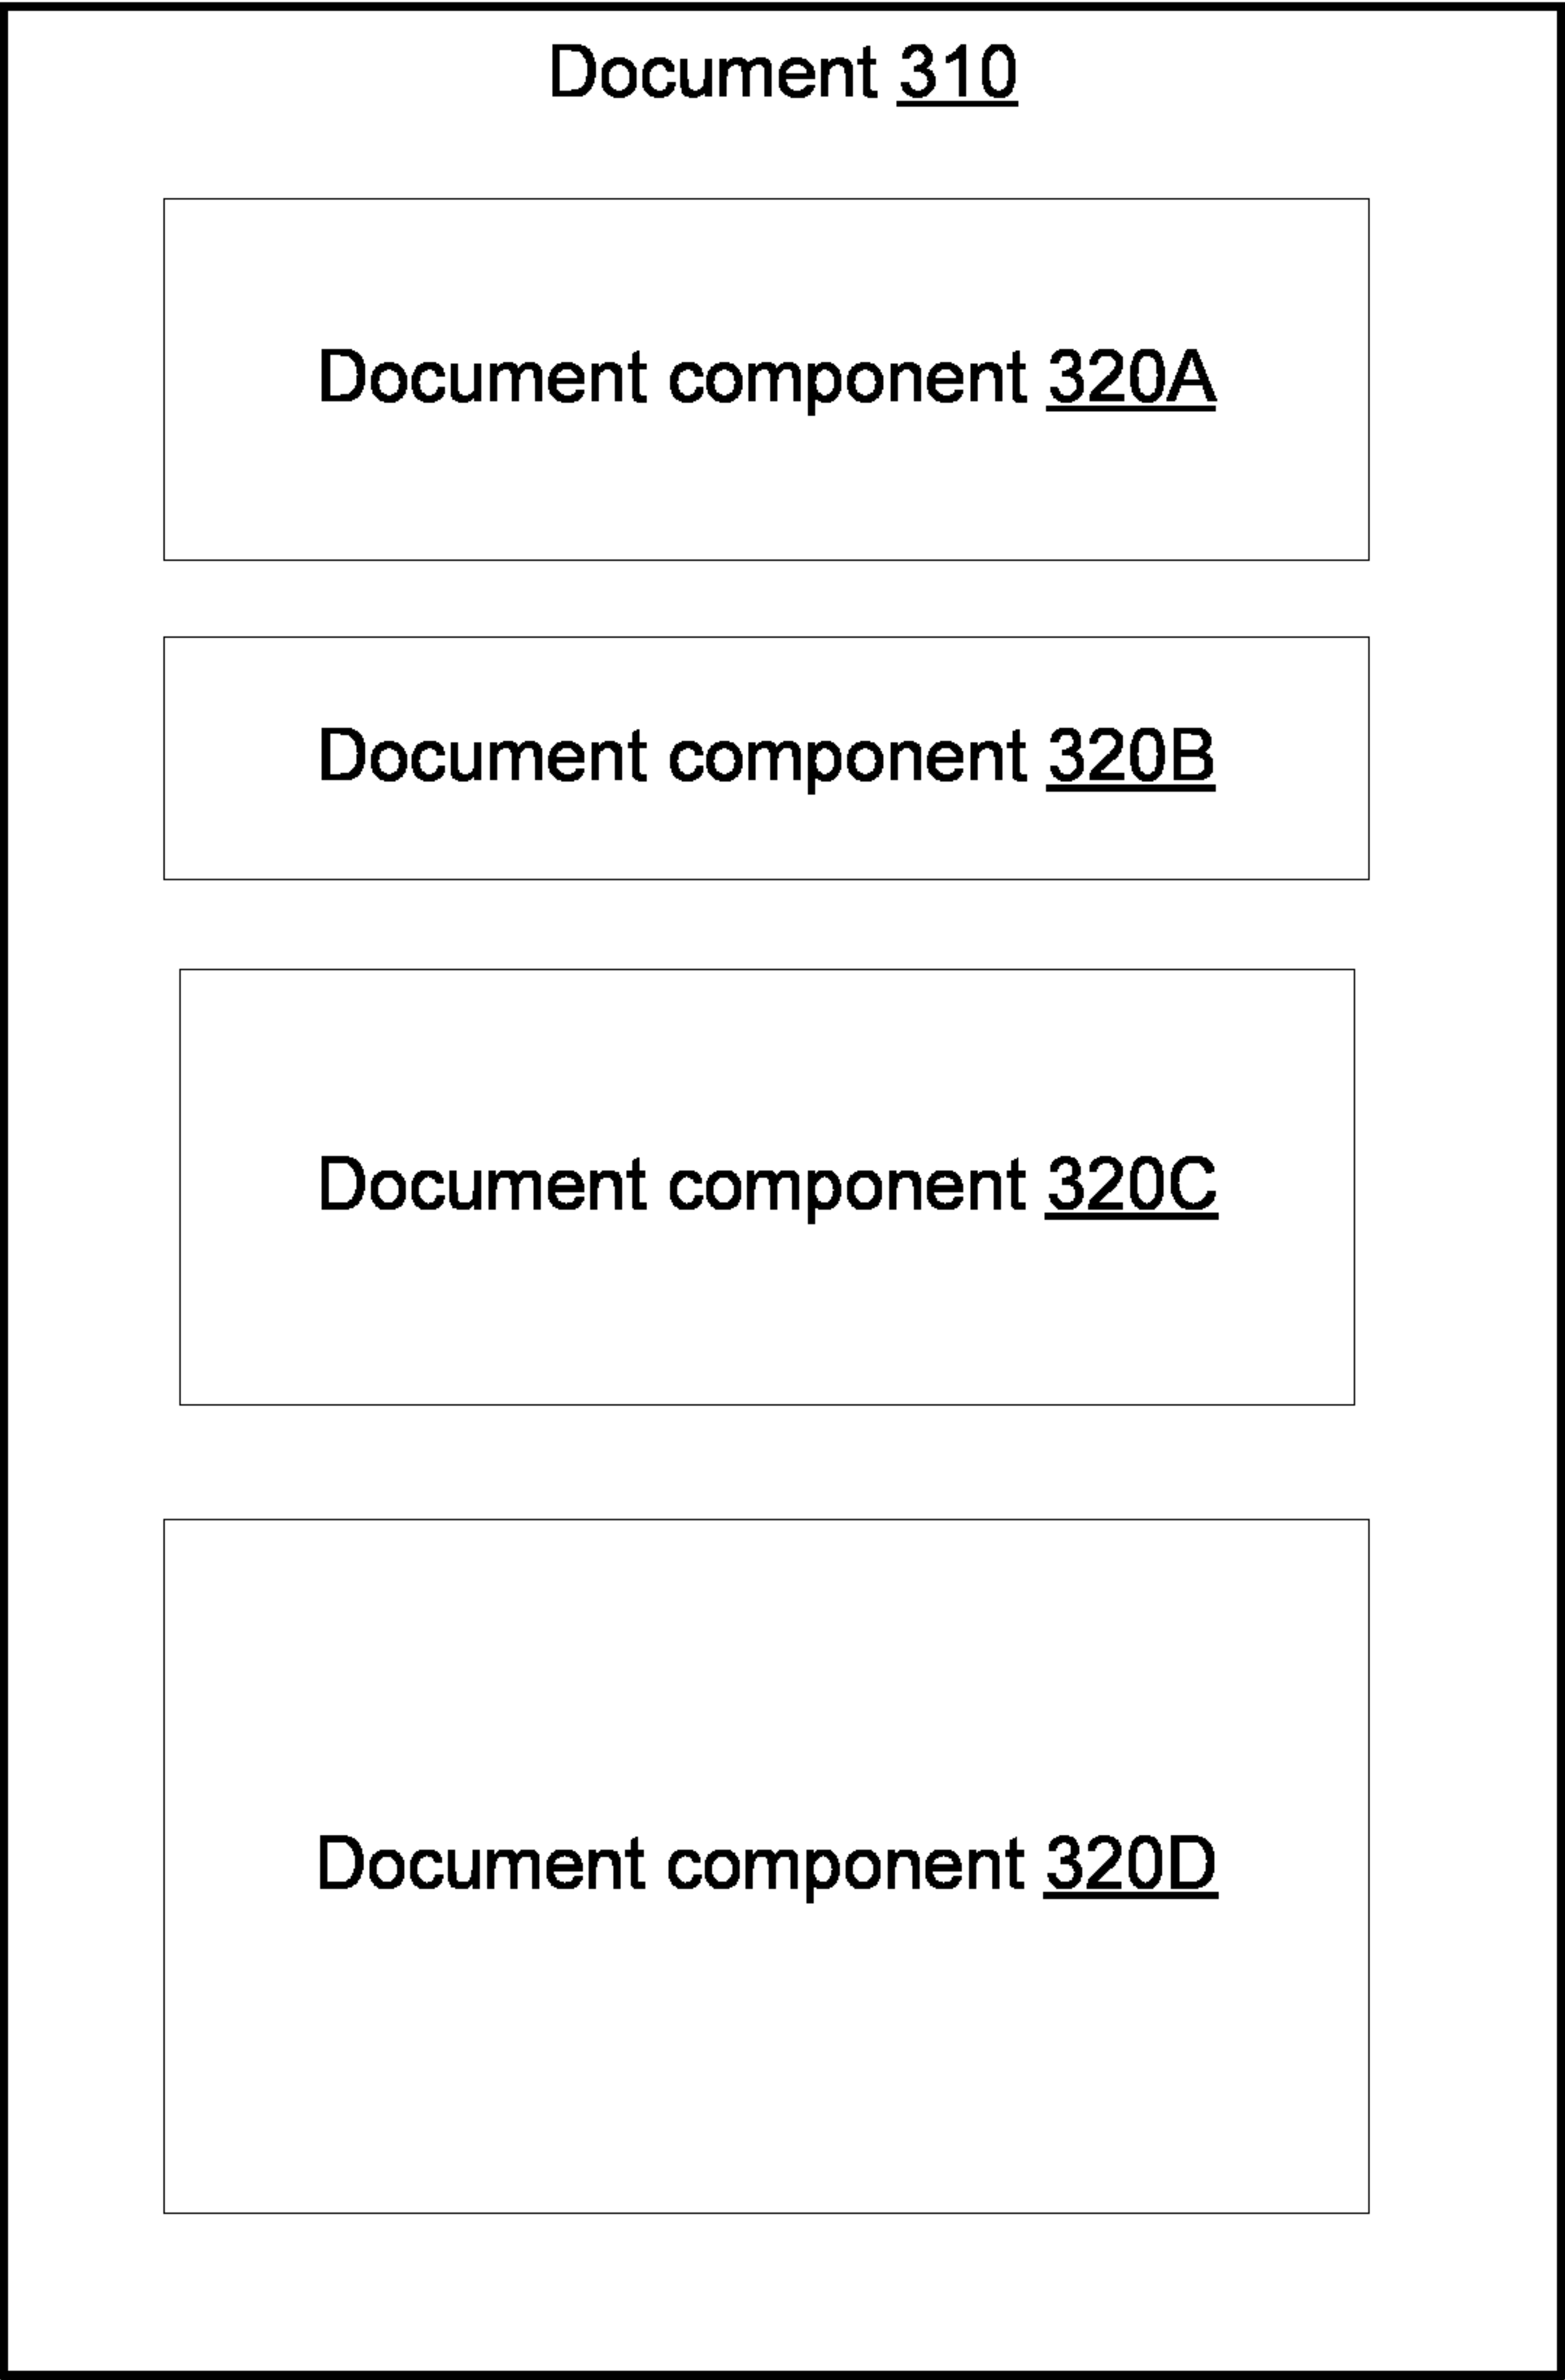 Document 310
Document component 320A
Document component 320B
Document component 320C
Document component 320D